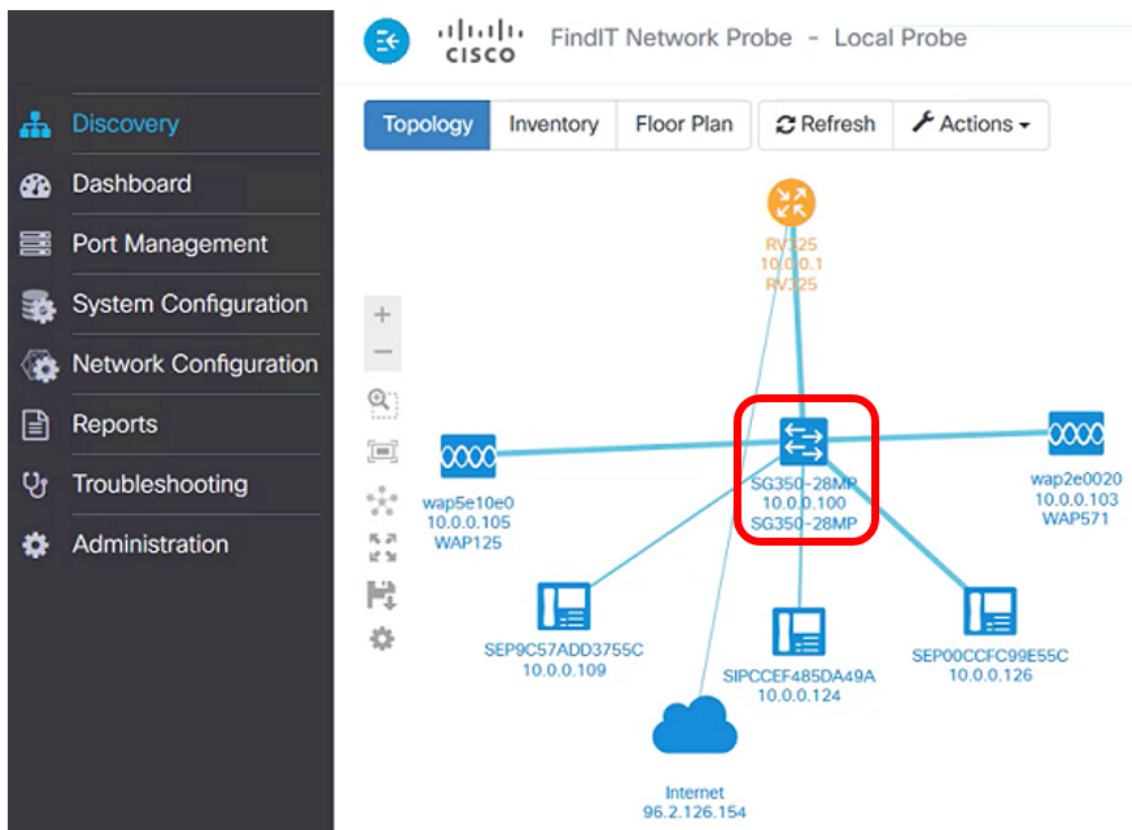 CISCO
FindIT Network Probe - Local Probe
Discovery
Dashboard
Port Management
System Configuration
Network Configuration
Reports
Troubleshooting
Administration
Topology Inventory Floor Plan Refresh Actions
+
−
RV325
10.0.0.1
RV325
SG350-28MP
10.0.0.100
SG350-28MP
wap5e10e0
10.0.0.105
WAP125
wap2e0020
10.0.0.103
WAP571
SEP9C57ADD3755C
10.0.0.109
SIPCCEF485DA49A
10.0.0.124
SEP00CCFC99E55C
10.0.0.126
Internet
96.2.126.154